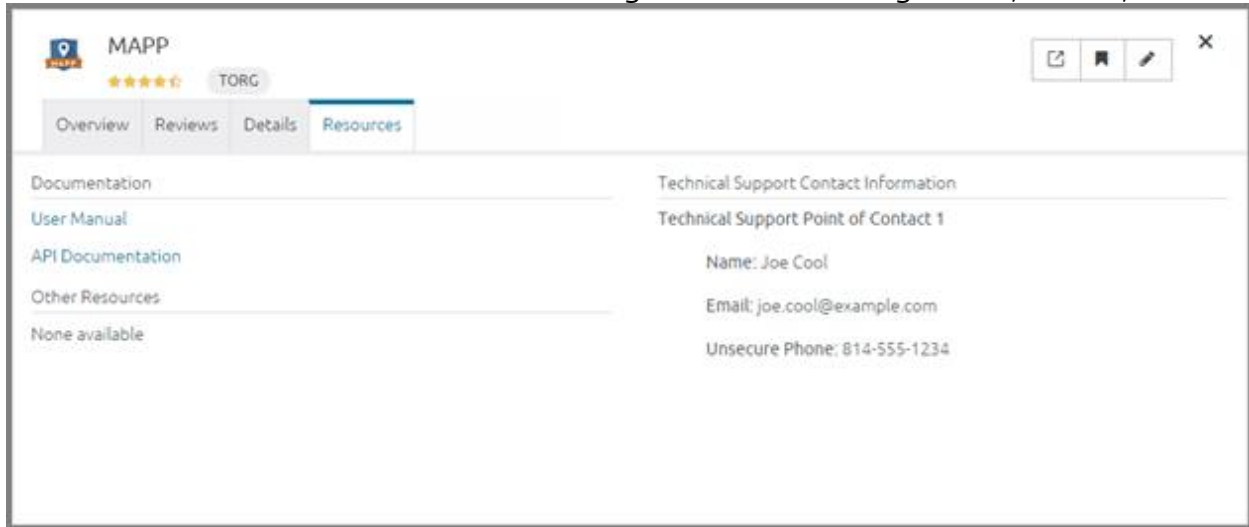 MAPP
MAPP
TORG
Overview Reviews Details Resources
Documentation
User Manual
API Documentation
Other Resources
None available
Technical Support Contact Information
Technical Support Point of Contact 1
Name: Joe Cool
Email: joe.cool@example.com
Unsecure Phone: 814-555-1234